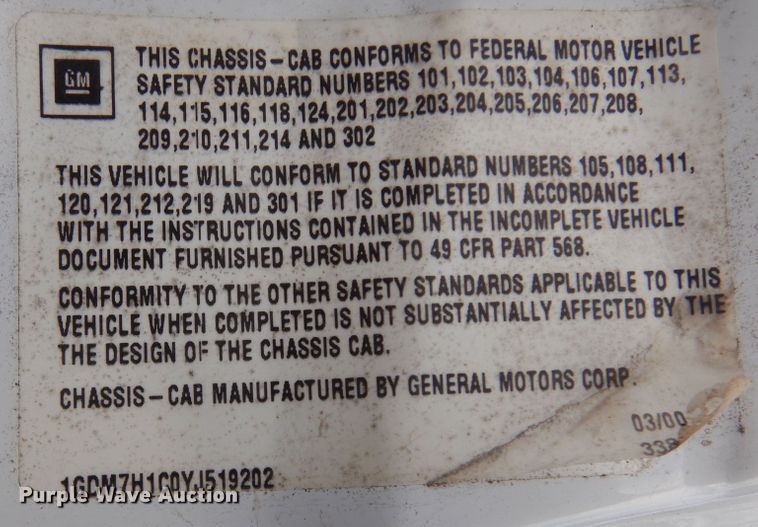 GM
THIS CHASSIS-CAB CONFORMS TO FEDERAL MOTOR VEHICLE
SAFETY STANDARD NUMBERS 101,102,103,104,106,107,113,
114,115,116,118,124,201,202,203,204,205,206,207,208,
209,210,211,214 AND 302
THIS VEHICLE WILL CONFORM TO STANDARD NUMBERS 105,108,111,
120,121,212,219 AND 301 IF IT IS COMPLETED IN ACCORDANCE
WITH THE INSTRUCTIONS CONTAINED IN THE INCOMPLETE VEHICLE
DOCUMENT FURNISHED PURSUANT TO 49 CFR PART 568.
CONFORMITY TO THE OTHER SAFETY STANDARDS APPLICABLE TO THIS
VEHICLE WHEN COMPLETED IS NOT SUBSTANTIALLY AFFECTED BY THE
THE DESIGN OF THE CHASSIS CAB.
CHASSIS-CAB MANUFACTURED BY GENERAL MOTORS CORP.
03/00
1GDM7H1C0YJ519202
Purple Wave Auction